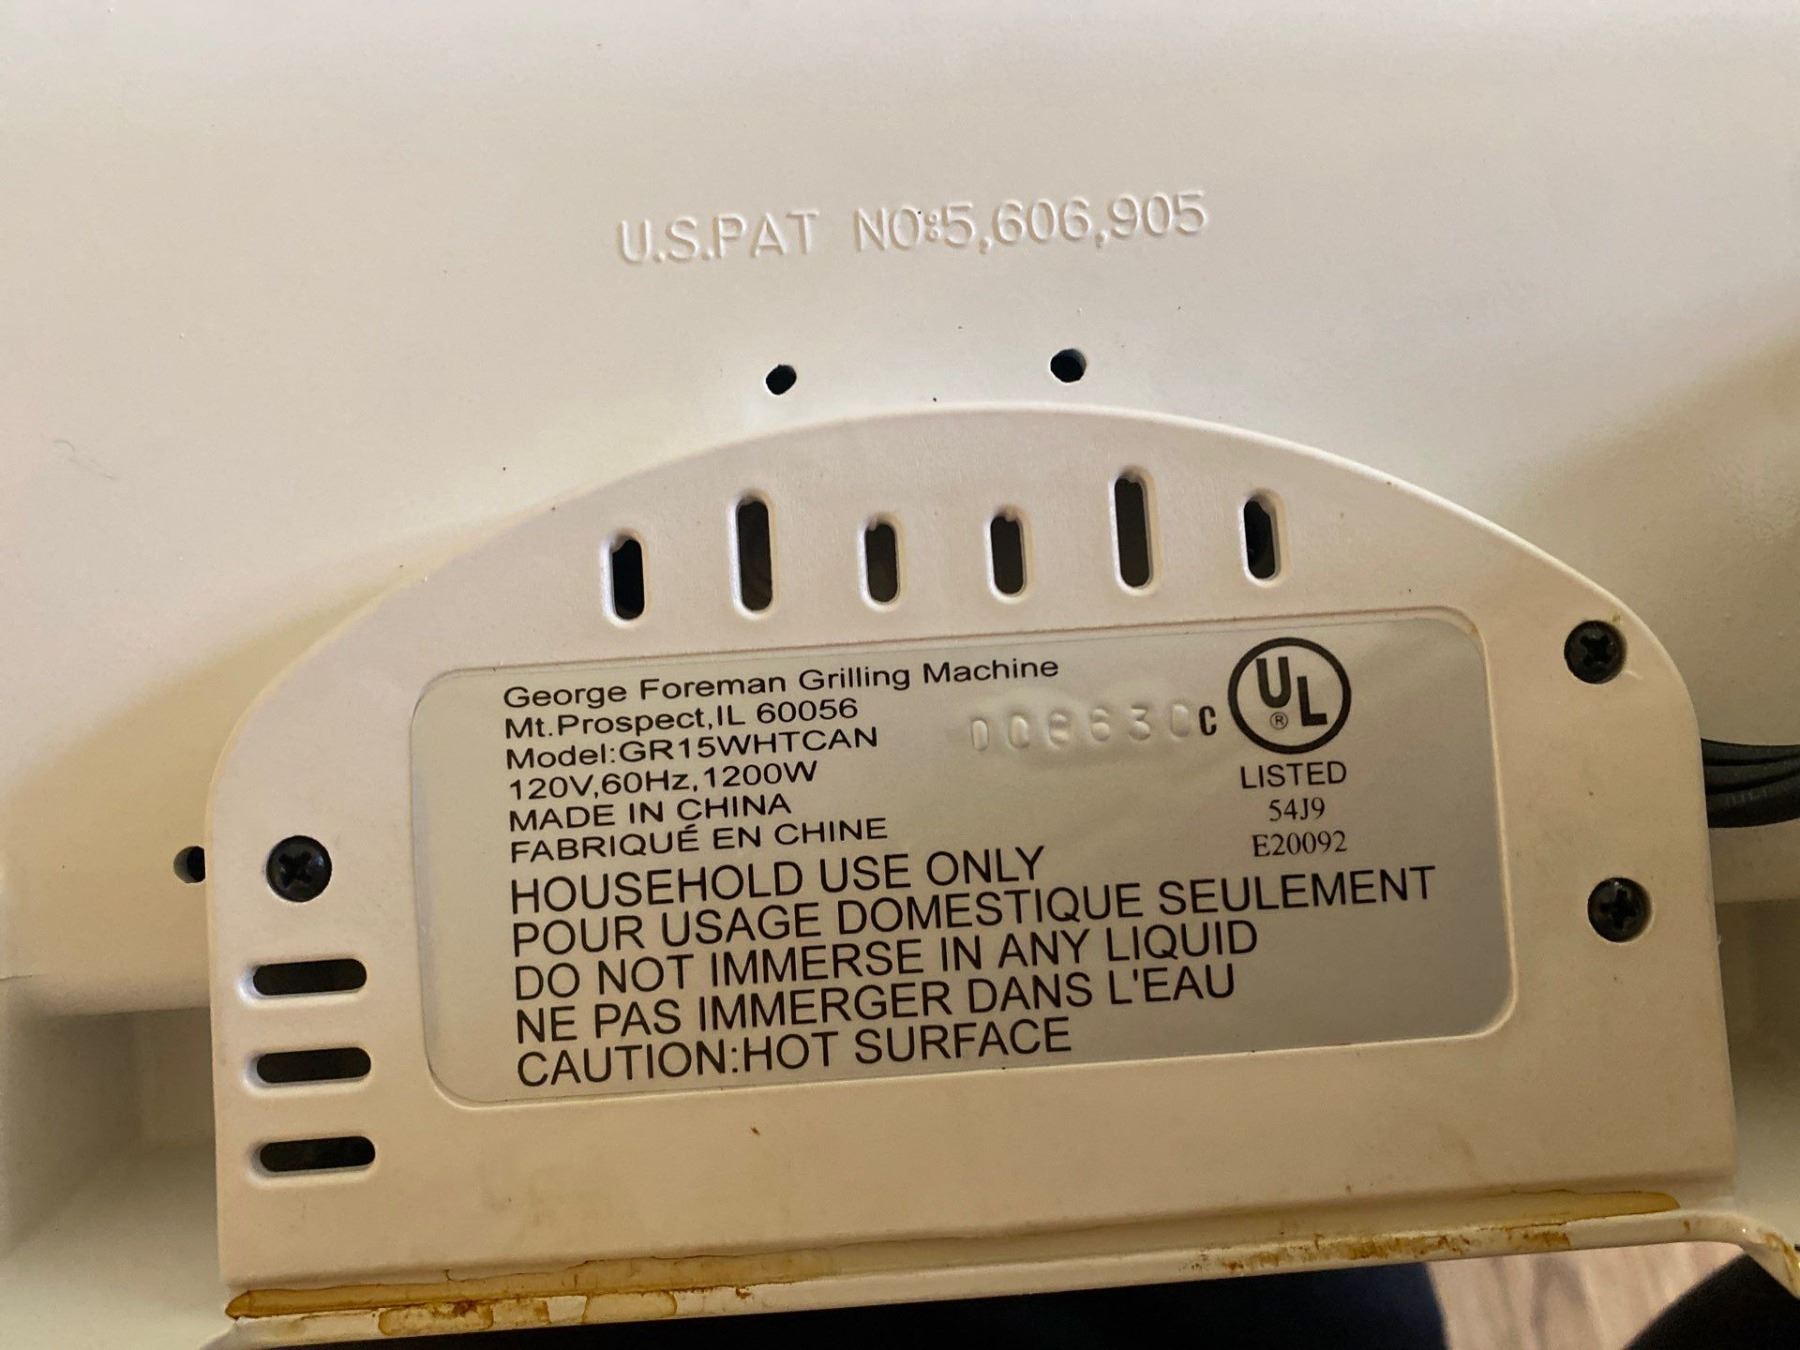 U.S.PAT NO:5,606,905
George Foreman Grilling Machine
Mt.Prospect,IL 60056
Model:GR15WHTCAN
120V,60Hz,1200W
MADE IN CHINA
FABRIQUÉ EN CHINE
HOUSEHOLD USE ONLY
POUR USAGE DOMESTIQUE SEULEMENT
DO NOT IMMERSE IN ANY LIQUID
NE PAS IMMERGER DANS L'EAU
CAUTION:HOT SURFACE
C
UL
®
LISTED
54J9
E20092